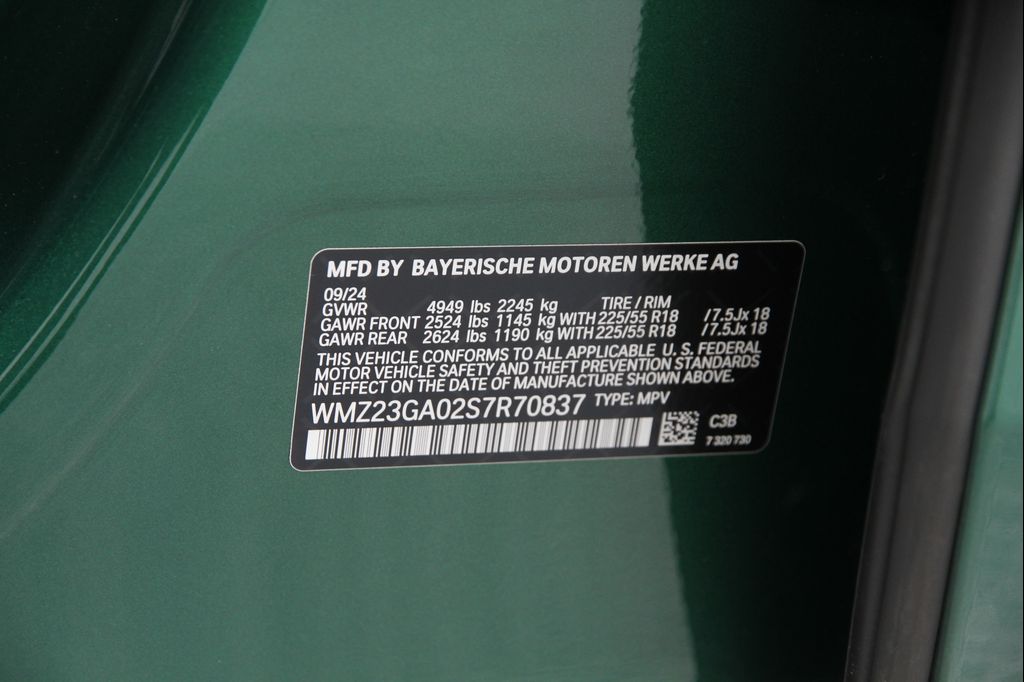 MFD BY BAYERISCHE MOTOREN WERKE AG
09/24
GVWR 4949 lbs 2245 kg TIRE / RIM
GAWR FRONT 2524 lbs 1145 kg WITH 225/55 R18 /7.5Jx 18
GAWR REAR 2624 lbs 1190 kg WITH 225/55 R18 /7.5Jx 18
THIS VEHICLE CONFORMS TO ALL APPLICABLE U. S. FEDERAL
MOTOR VEHICLE SAFETY AND THEFT PREVENTION STANDARDS
IN EFFECT ON THE DATE OF MANUFACTURE SHOWN ABOVE.
WMZ23GA02S7R70837 TYPE: MPV
C3B
7 320 730